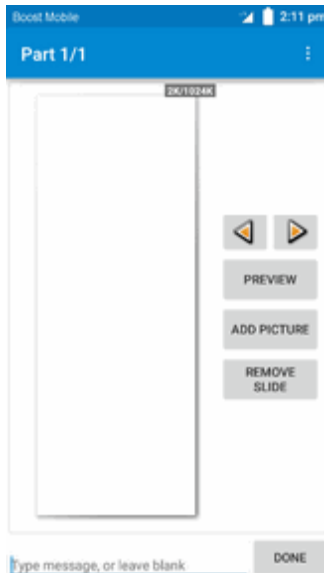 Boost Mobile 2:11 pm
Part 1/1
2K/1024K
PREVIEW
ADD PICTURE
REMOVE
SLIDE
Type message, or leave blank
DONE